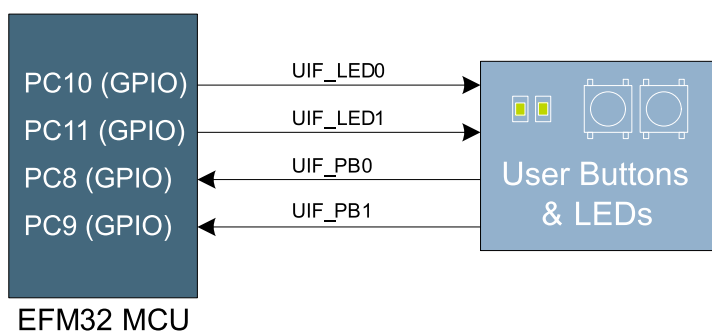 PC10 (GPIO)
PC11 (GPIO)
PC8 (GPIO)
PC9 (GPIO)
UIF_LED0
UIF_LED1
UIF_PB0
UIF_PB1
User Buttons
& LEDs
EFM32 MCU